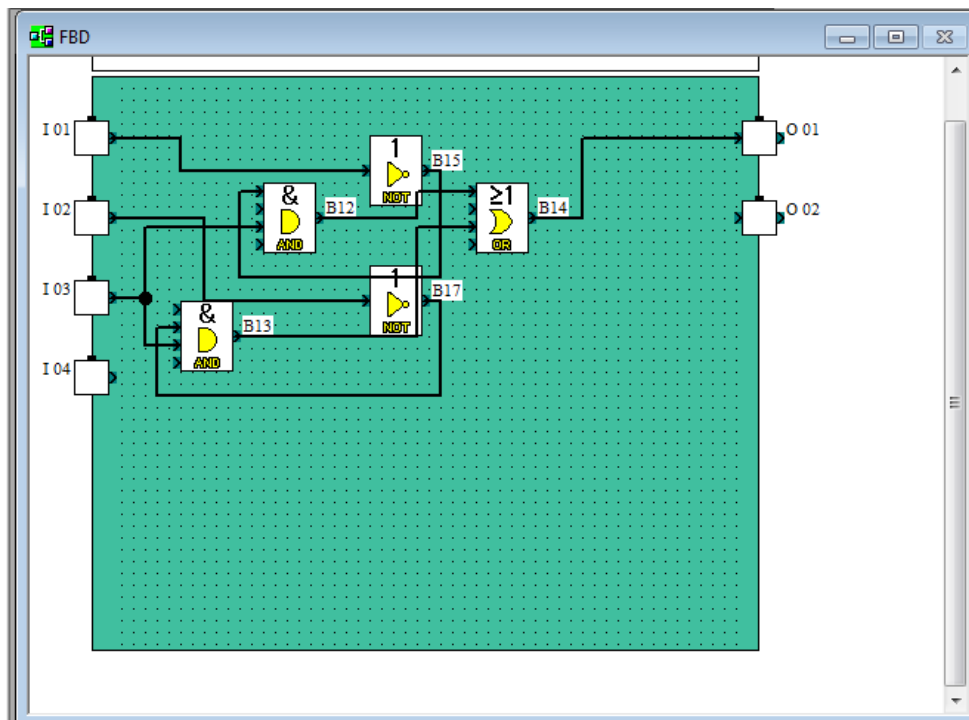 FBD
I 01
O 01
1
NOT
B15
&
AND
B12
≥1
OR
B14
I 02
O 02
1
NOT
B17
I 03
&
AND
B13
I 04